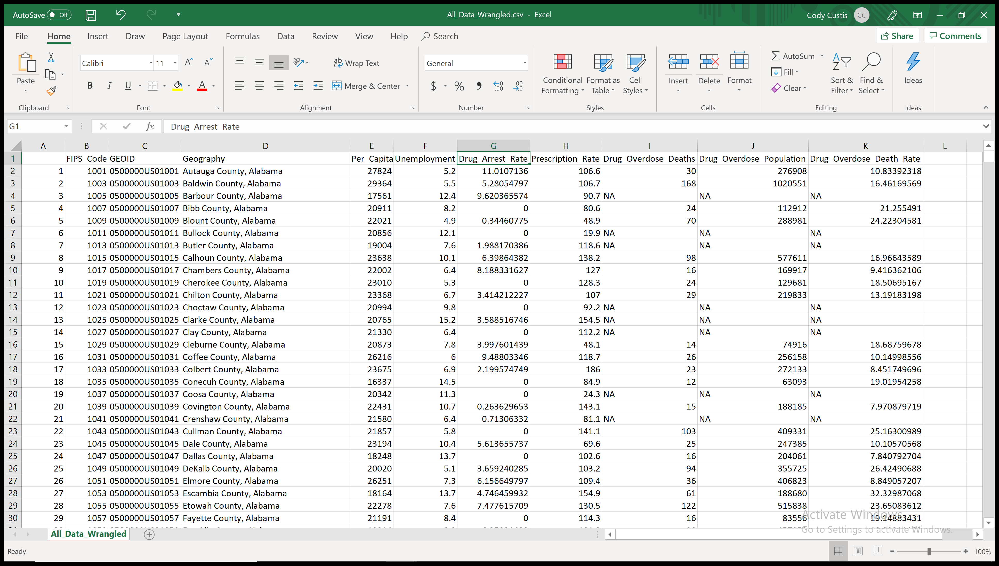 AutoSave Off All_Data_Wrangled.csv - Excel Cody Custis CC
File Home Insert Draw Page Layout Formulas Data Review View Help Search Share Comments
Paste Calibri 11 Wrap Text General Conditional Formatting Format as Table Cell Styles Insert Delete Format AutoSum Fill Clear Sort & Filter Find & Select Ideas
B I U A Merge & Center $ %
Clipboard Font Alignment Number Styles Cells Editing Ideas
G1 fx Drug_Arrest_Rate
A B C D E F G H I J K L
1 FIPS_Code GEOID Geography Per_Capita Unemployment Drug_Arrest_Rate Prescription_Rate Drug_Overdose_Deaths Drug_Overdose_Population Drug_Overdose_Death_Rate
2 1 1001 0500000US01001 Autauga County, Alabama 27824 5.2 11.0107136 106.6 30 276908 10.83392318
3 2 1003 0500000US01003 Baldwin County, Alabama 29364 5.5 5.28054797 106.7 168 1020551 16.46169569
4 3 1005 0500000US01005 Barbour County, Alabama 17561 12.4 9.620365574 90.7 NA NA NA
5 4 1007 0500000US01007 Bibb County, Alabama 20911 8.2 0 80.6 24 112912 21.255491
6 5 1009 0500000US01009 Blount County, Alabama 22021 4.9 0.34460775 48.9 70 288981 24.22304581
7 6 1011 0500000US01011 Bullock County, Alabama 20856 12.1 0 19.9 NA NA NA
8 7 1013 0500000US01013 Butler County, Alabama 19004 7.6 1.988170386 118.6 NA NA NA
9 8 1015 0500000US01015 Calhoun County, Alabama 23638 10.1 6.39864382 138.2 98 577611 16.96643589
10 9 1017 0500000US01017 Chambers County, Alabama 22002 6.4 8.188331627 127 16 169917 9.416362106
11 10 1019 0500000US01019 Cherokee County, Alabama 23010 5.3 0 128.3 24 129681 18.50695167
12 11 1021 0500000US01021 Chilton County, Alabama 23368 6.7 3.414212227 107 29 219833 13.19183198
13 12 1023 0500000US01023 Choctaw County, Alabama 20994 9.8 0 92.2 NA NA NA
14 13 1025 0500000US01025 Clarke County, Alabama 20765 15.2 3.588516746 154.5 NA NA NA
15 14 1027 0500000US01027 Clay County, Alabama 21330 6.4 0 112.2 NA NA NA
16 15 1029 0500000US01029 Cleburne County, Alabama 20873 7.8 3.997601439 48.1 14 74916 18.68759678
17 16 1031 0500000US01031 Coffee County, Alabama 26216 6 9.48803346 118.7 26 256158 10.14998556
18 17 1033 0500000US01033 Colbert County, Alabama 23675 6.9 2.199574749 186 23 272133 8.451749696
19 18 1035 0500000US01035 Conecuh County, Alabama 16337 14.5 0 84.9 12 63093 19.01954258
20 19 1037 0500000US01037 Coosa County, Alabama 20342 11.3 0 24.3 NA NA NA
21 20 1039 0500000US01039 Covington County, Alabama 22431 10.7 0.263629653 143.1 15 188185 7.970879719
22 21 1041 0500000US01041 Crenshaw County, Alabama 21580 6.4 0.71306332 81.1 NA NA NA
23 22 1043 0500000US01043 Cullman County, Alabama 21857 5.8 0 141.1 103 409331 25.16300989
24 23 1045 0500000US01045 Dale County, Alabama 23194 10.4 5.613655737 69.6 25 247385 10.10570568
25 24 1047 0500000US01047 Dallas County, Alabama 18248 13.7 0 102.6 16 204061 7.840792704
26 25 1049 0500000US01049 DeKalb County, Alabama 20020 5.1 3.659240285 103.2 94 355725 26.42490688
27 26 1051 0500000US01051 Elmore County, Alabama 26251 7.3 6.156649797 109.4 36 406823 8.849057207
28 27 1053 0500000US01053 Escambia County, Alabama 18164 13.7 4.746459932 154.9 61 188680 32.32987068
29 28 1055 0500000US01055 Etowah County, Alabama 22278 7.6 7.477615709 130.5 122 515838 23.65083612
30 29 1057 0500000US01057 Fayette County, Alabama 21191 8.4 0 114.3 16 83556 19.14883431
Activate Windows
Go to Settings to activate Windows.
All_Data_Wrangled
Ready 100%